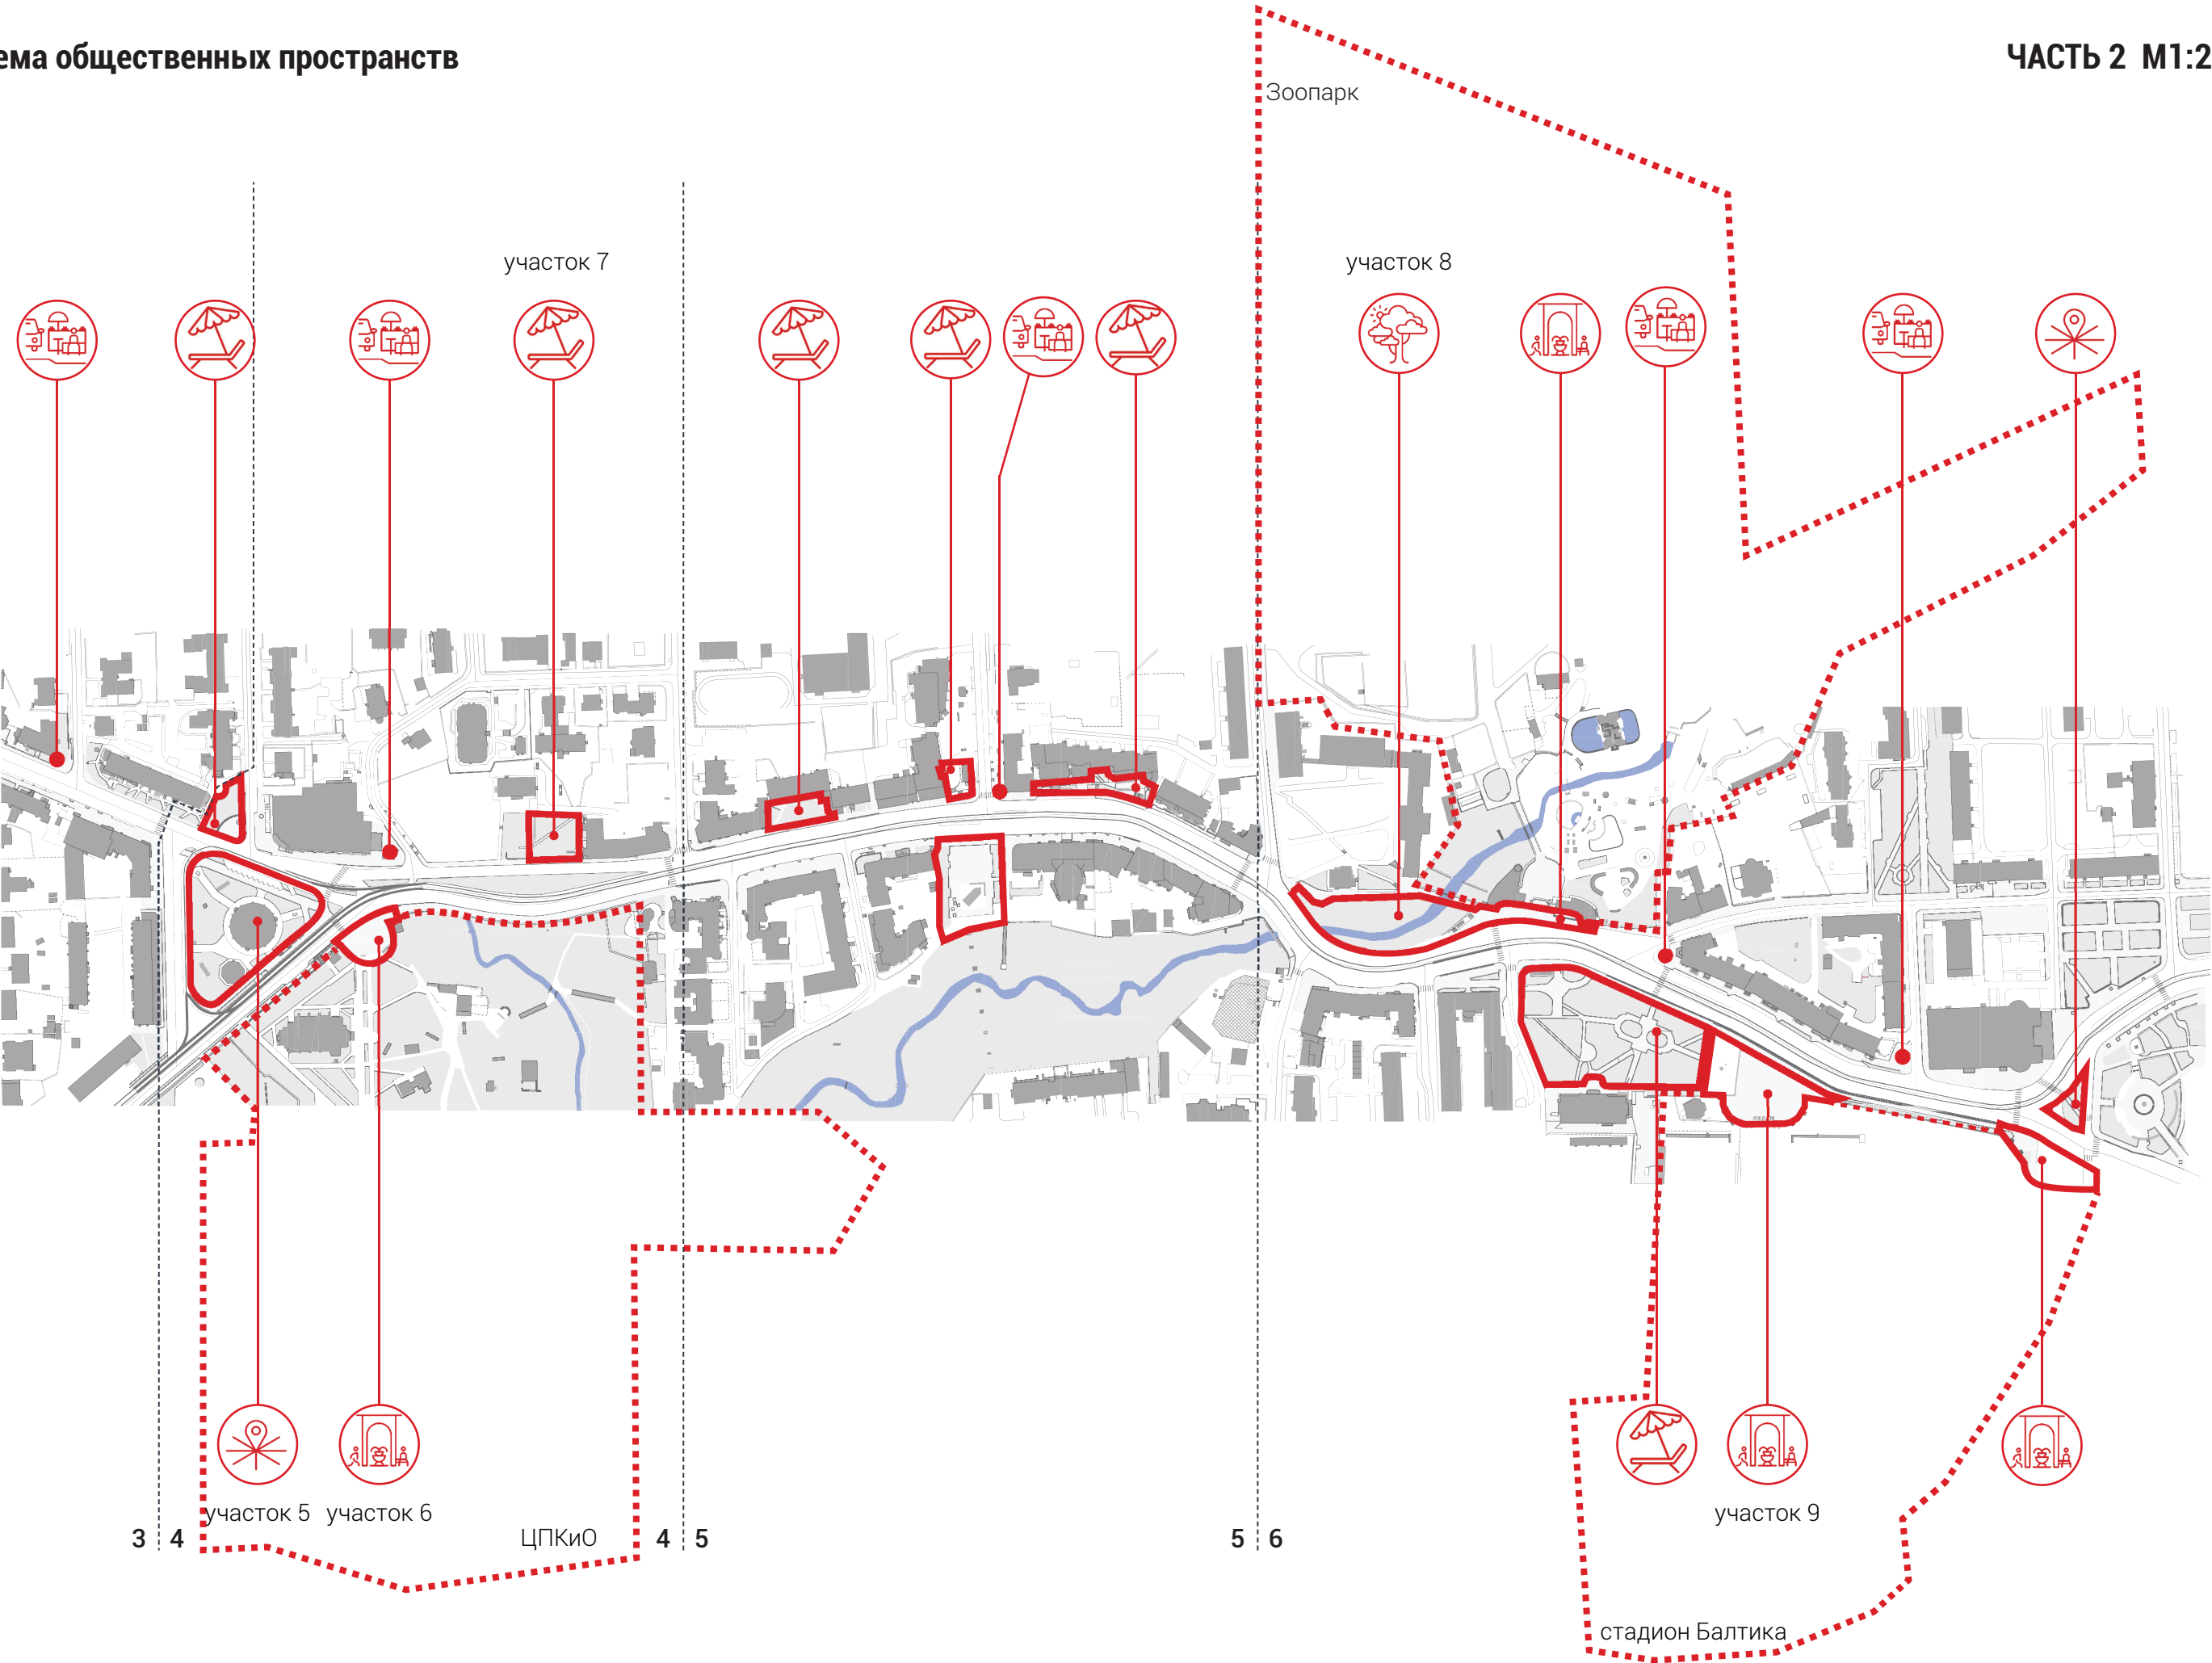 ема общественных пространств
ЧАСТЬ 2 М1:2
Зоопарк
участок 7
участок 8
участок 5
участок 6
участок 9
3 4
ЦПКиО
4 5
5 6
стадион Балтика